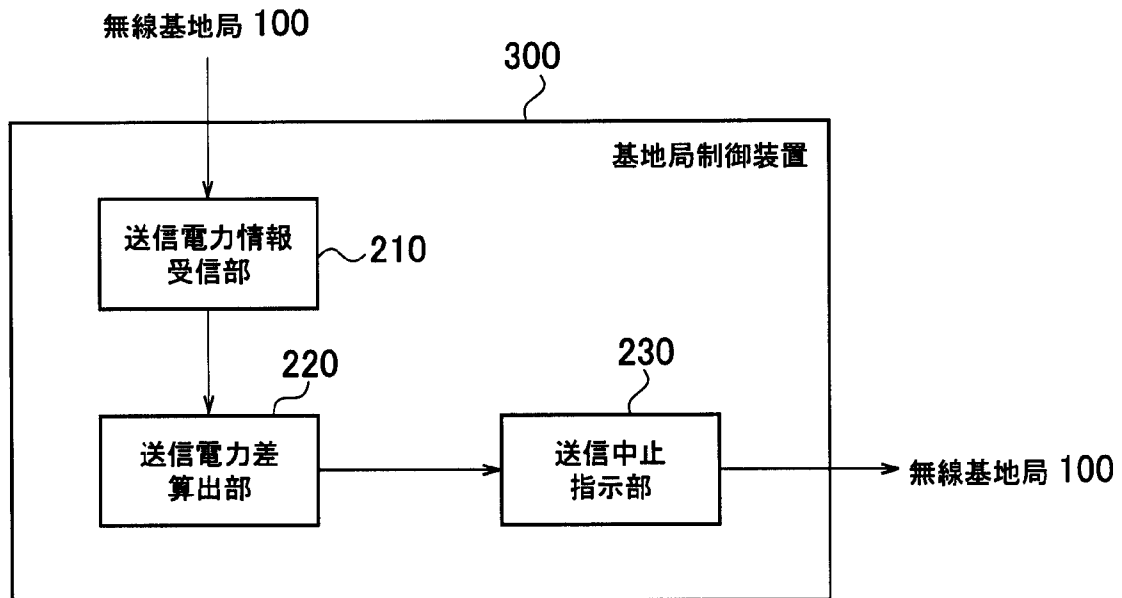 無線基地局 100
300
基地局制御装置
送信電力情報
受信部
210
220
送信電力差
算出部
230
送信中止
指示部
無線基地局 100